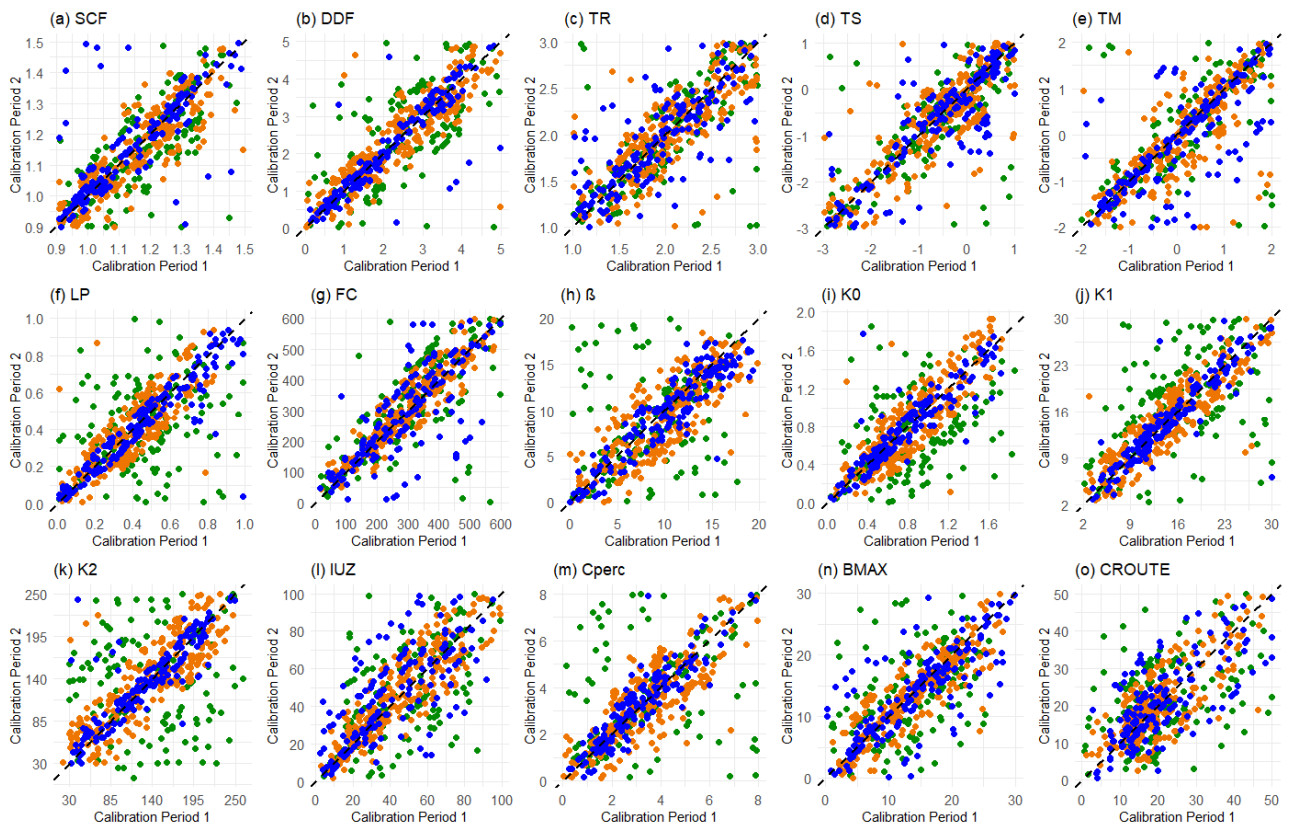 (a) SCF (b) DDF (c) TR (d) TS (e) TM
Calibration Period 2
1.5 1.4 1.3 1.2 1.1 1.0 0.9
0.9 1.0 1.1 1.2 1.3 1.4 1.5
Calibration Period 1
Calibration Period 2
5 4 3 2 1 0
0 1 2 3 4 5
Calibration Period 1
Calibration Period 2
3.0 2.5 2.0 1.5 1.0
1.0 1.5 2.0 2.5 3.0
Calibration Period 1
Calibration Period 2
1 0 -1 -2 -3
-3 -2 -1 0 1
Calibration Period 1
Calibration Period 2
2 1 0 -1 -2
-2 -1 0 1 2
Calibration Period 1
(f) LP (g) FC (h) ß (i) K0 (j) K1
Calibration Period 2
1.0 0.8 0.6 0.4 0.2 0.0
0.0 0.2 0.4 0.6 0.8 1.0
Calibration Period 1
Calibration Period 2
600 500 400 300 200 100 0
0 100 200 300 400 500 600
Calibration Period 1
Calibration Period 2
20 15 10 5 0
0 5 10 15 20
Calibration Period 1
Calibration Period 2
2.0 1.6 1.2 0.8 0.4 0.0
0.0 0.4 0.8 1.2 1.6
Calibration Period 1
Calibration Period 2
30 23 16 9 2
2 9 16 23 30
Calibration Period 1
(k) K2 (l) IUZ (m) Cperc (n) BMAX (o) CROUTE
Calibration Period 2
250 195 140 85 30
30 85 140 195 250
Calibration Period 1
Calibration Period 2
100 80 60 40 20 0
0 20 40 60 80 100
Calibration Period 1
Calibration Period 2
8 6 4 2 0
0 2 4 6 8
Calibration Period 1
Calibration Period 2
30 20 10 0
0 10 20 30
Calibration Period 1
Calibration Period 2
50 40 30 20 10 0
0 10 20 30 40 50
Calibration Period 1